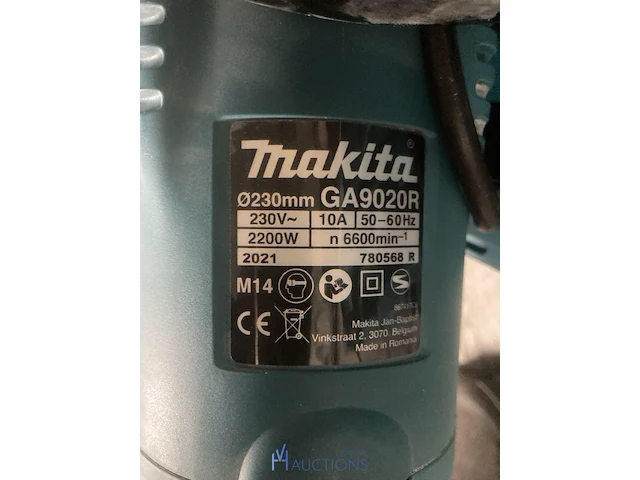 makita®
Ø230mm GA9020R
230V~ 10A 50-60Hz
2200W n 6600min⁻¹
2021 780568 R
M14
CE
Makita Jan-Baptist
Vinkstraat 2, 3070, Belgium
Made in Romania
VH AUCTIONS